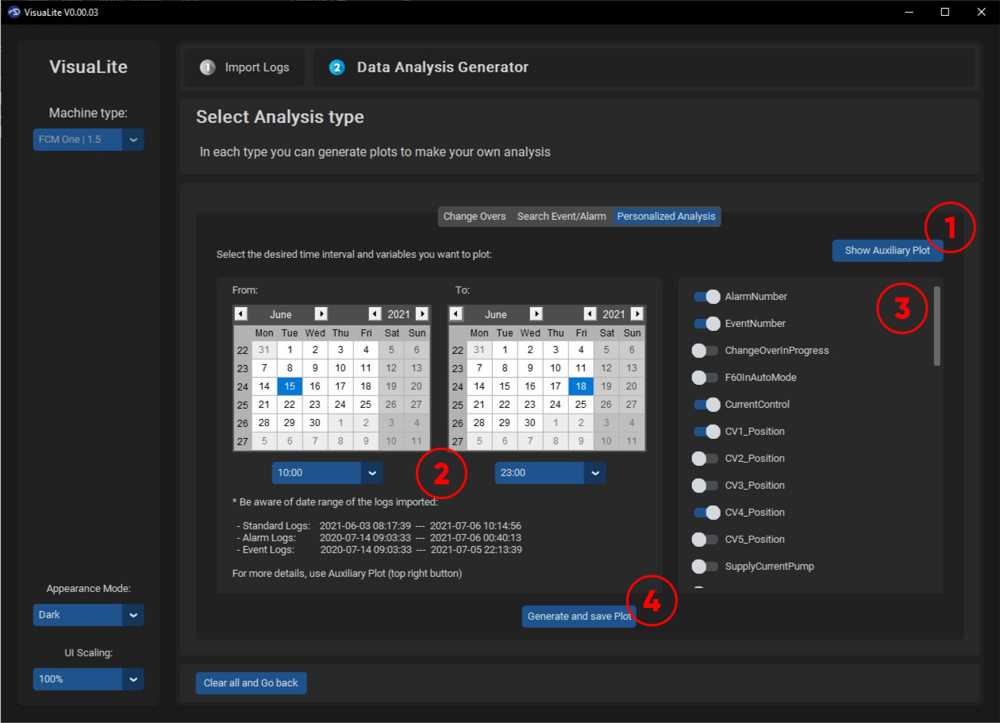 VisuaLite V0.00.03
VisuaLite
Machine type:
FCM One | 1.5
Appearance Mode:
Dark
UI Scaling:
100%
1 Import Logs
2 Data Analysis Generator
Select Analysis type
In each type you can generate plots to make your own analysis
Change Overs Search Event/Alarm Personalized Analysis
1
Select the desired time interval and variables you want to plot:
Show Auxiliary Plot
From:
June 2021
Mon Tue Wed Thu Fri Sat Sun
22 31 1 2 3 4 5 6
23 7 8 9 10 11 12 13
24 14 15 16 17 18 19 20
25 21 22 23 24 25 26 27
26 28 29 30 1 2 3 4
27 5 6 7 8 9 10 11
10:00
To:
June 2021
Mon Tue Wed Thu Fri Sat Sun
22 31 1 2 3 4 5 6
23 7 8 9 10 11 12 13
24 14 15 16 17 18 19 20
25 21 22 23 24 25 26 27
26 28 29 30 1 2 3 4
27 5 6 7 8 9 10 11
23:00
2
* Be aware of date range of the logs imported:
- Standard Logs: 2021-06-03 08:17:39 --- 2021-07-06 10:14:56
- Alarm Logs: 2020-07-14 09:03:33 --- 2021-07-06 00:40:13
- Event Logs: 2020-07-14 09:03:33 --- 2021-07-05 22:13:39
For more details, use Auxiliary Plot (top right button)
3
AlarmNumber
EventNumber
ChangeOverInProgress
F60InAutoMode
CurrentControl
CV1_Position
CV2_Position
CV3_Position
CV4_Position
CV5_Position
SupplyCurrentPump
4
Generate and save Plot
Clear all and Go back